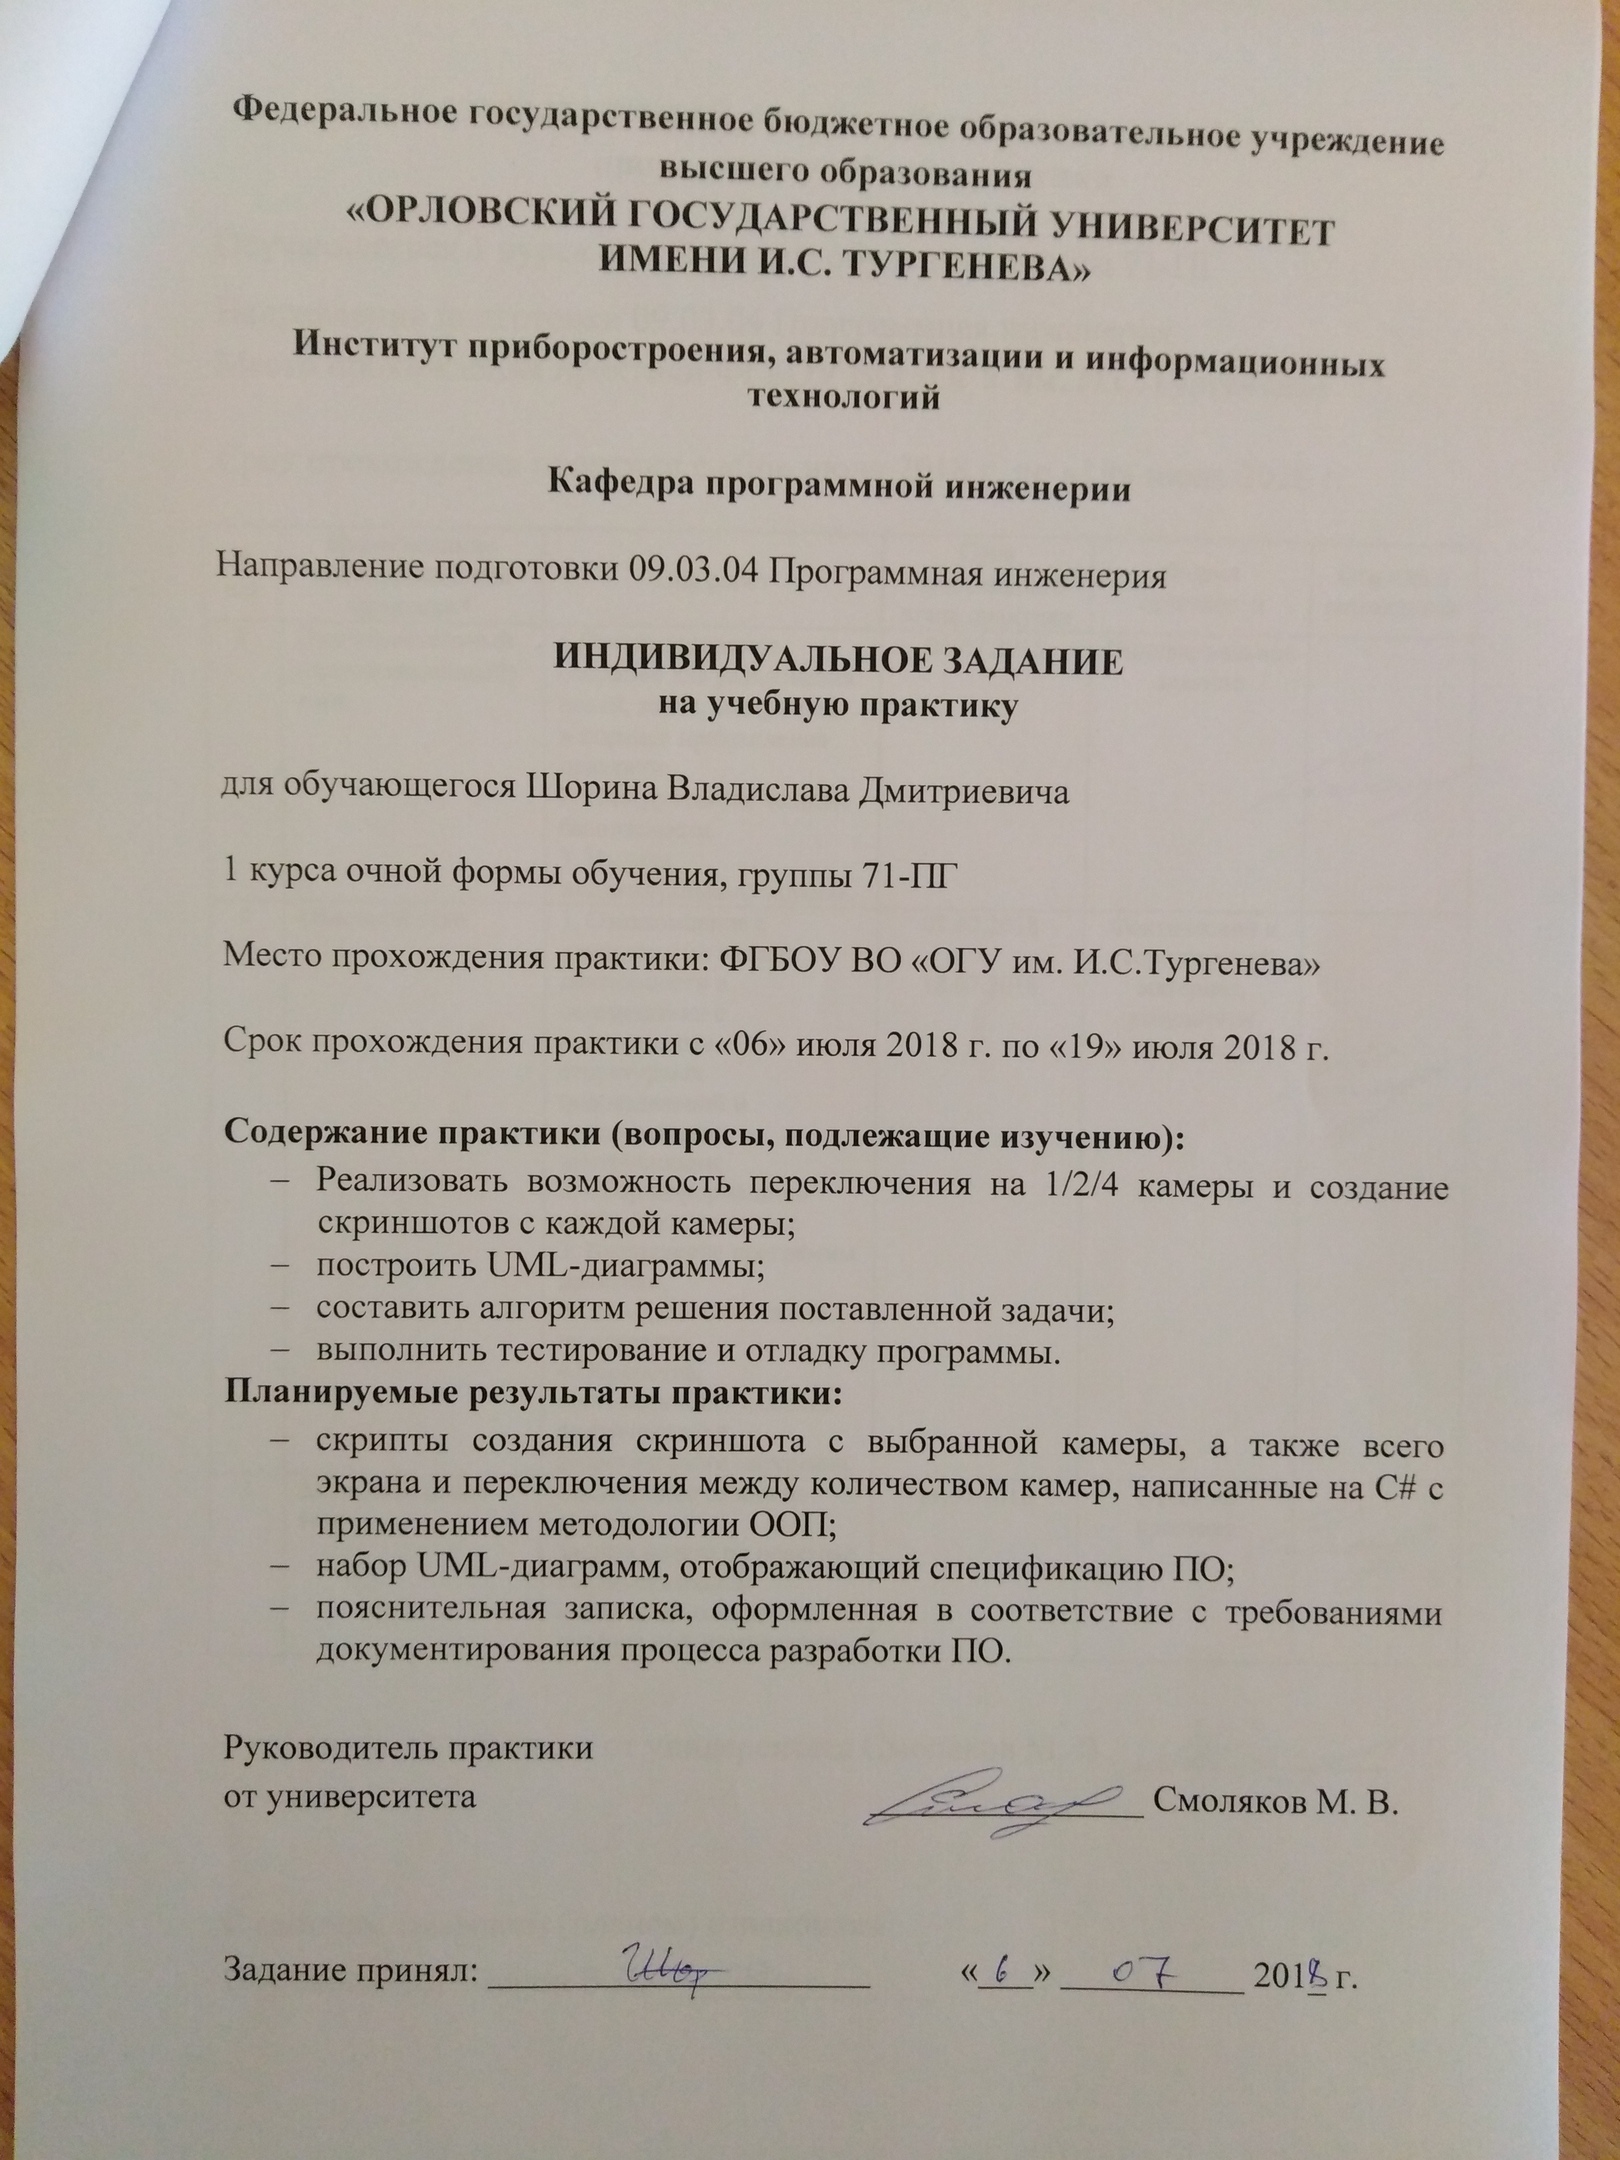 Федеральное государственное бюджетное образовательное учреждение
высшего образования
«ОРЛОВСКИЙ ГОСУДАРСТВЕННЫЙ УНИВЕРСИТЕТ
ИМЕНИ И.С. ТУРГЕНЕВА»
Институт приборостроения, автоматизации и информационных
технологий
Кафедра программной инженерии
Направление подготовки 09.03.04 Программная инженерия
ИНДИВИДУАЛЬНОЕ ЗАДАНИЕ
на учебную практику
для обучающегося Шорина Владислава Дмитриевича
1 курса очной формы обучения, группы 71-ПГ
Место прохождения практики: ФГБОУ ВО «ОГУ им. И.С.Тургенева»
Срок прохождения практики с «06» июля 2018 г. по «19» июля 2018 г.
Содержание практики (вопросы, подлежащие изучению):
– Реализовать возможность переключения на 1/2/4 камеры и создание
скриншотов с каждой камеры;
– построить UML-диаграммы;
– составить алгоритм решения поставленной задачи;
– выполнить тестирование и отладку программы.
Планируемые результаты практики:
– скрипты создания скриншота с выбранной камеры, а также всего
экрана и переключения между количеством камер, написанные на C# с
применением методологии ООП;
– набор UML-диаграмм, отображающий спецификацию ПО;
– пояснительная записка, оформленная в соответствие с требованиями
документирования процесса разработки ПО.
Руководитель практики
от университета Смоляков М. В.
Задание принял: Шор «6» 07 2018 г.